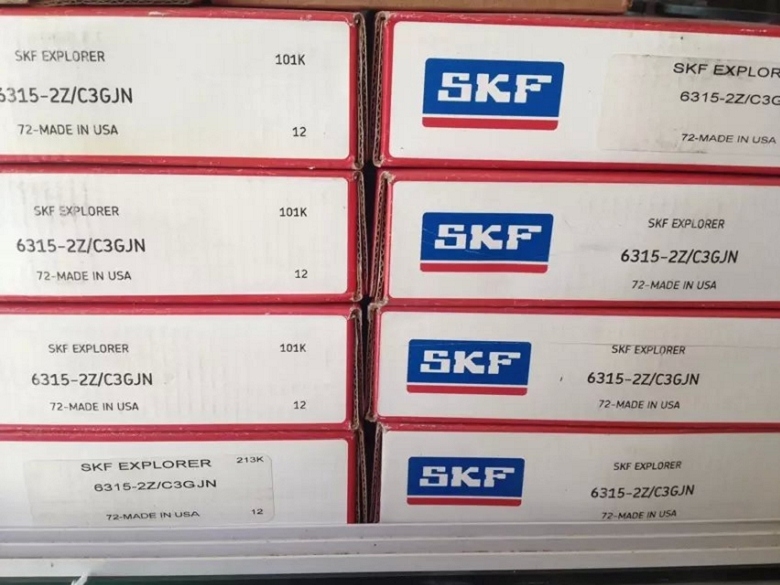 SKF EXPLORER 101K
6315-2Z/C3GJN
72-MADE IN USA 12
SKF
SKF EXPLOR
6315-2Z/C3G
72-MADE IN USA
SKF EXPLORER 101K
6315-2Z/C3GJN
72-MADE IN USA 12
SKF
SKF EXPLORER
6315-2Z/C3GJN
72-MADE IN USA
SKF EXPLORER 101K
6315-2Z/C3GJN
72-MADE IN USA 12
SKF
SKF EXPLORER
6315-2Z/C3GJN
72-MADE IN USA
SKF EXPLORER 213K
6315-2Z/C3GJN
72-MADE IN USA 12
SKF
SKF EXPLORER
6315-2Z/C3GJN
72-MADE IN USA